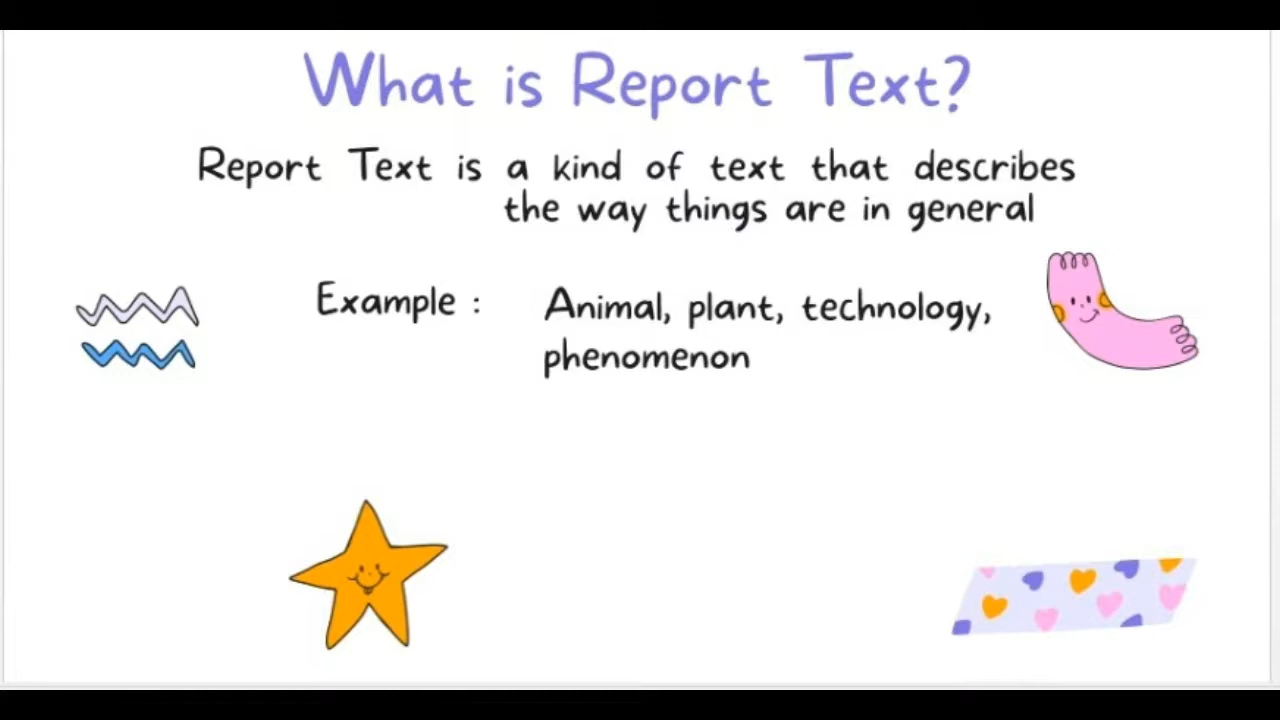 What is Report Text?
Report Text is a kind of text that describes
the way things are in general
Example : Animal, plant, technology,
phenomenon